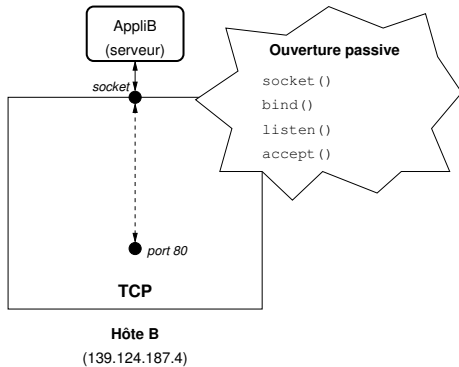 AppliB
(serveur)
socket
Ouverture passive
socket()
bind()
listen()
accept()
port 80
TCP
Hôte B
(139.124.187.4)